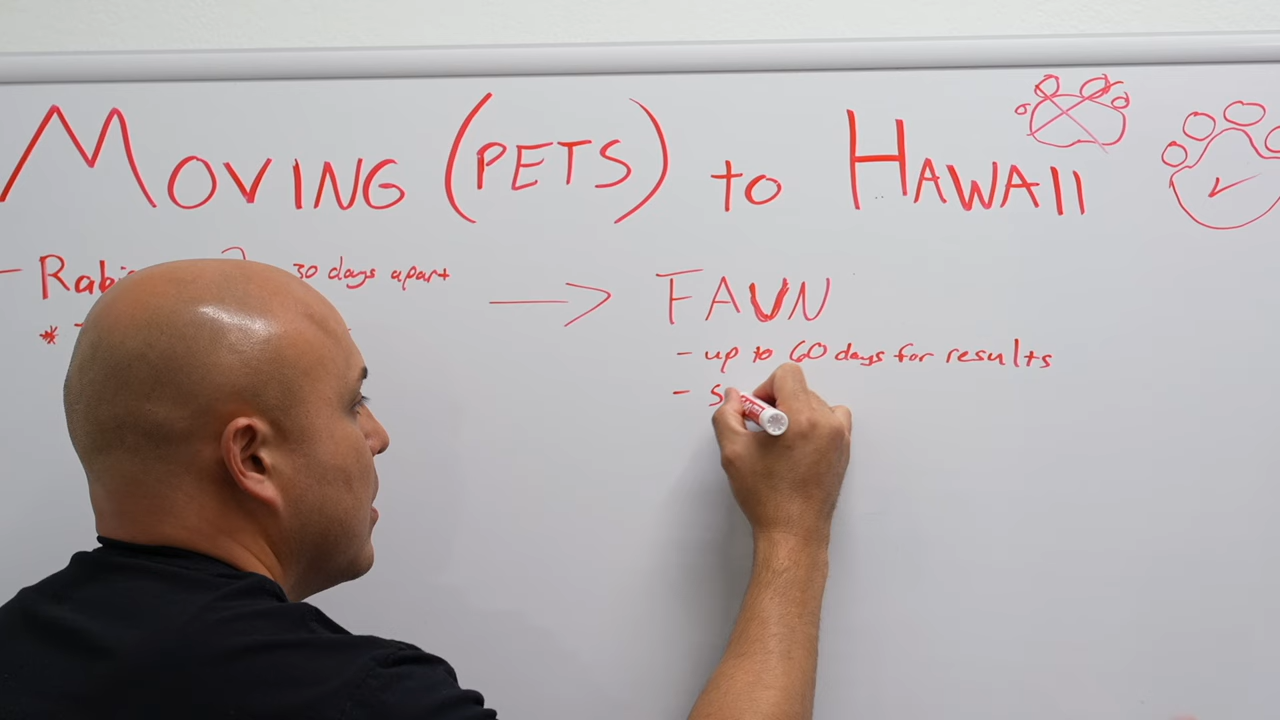 MOVING (PETS) to HAWAII
- 30 days apart
*
→ FAVN
- up to 60 days for results
- S